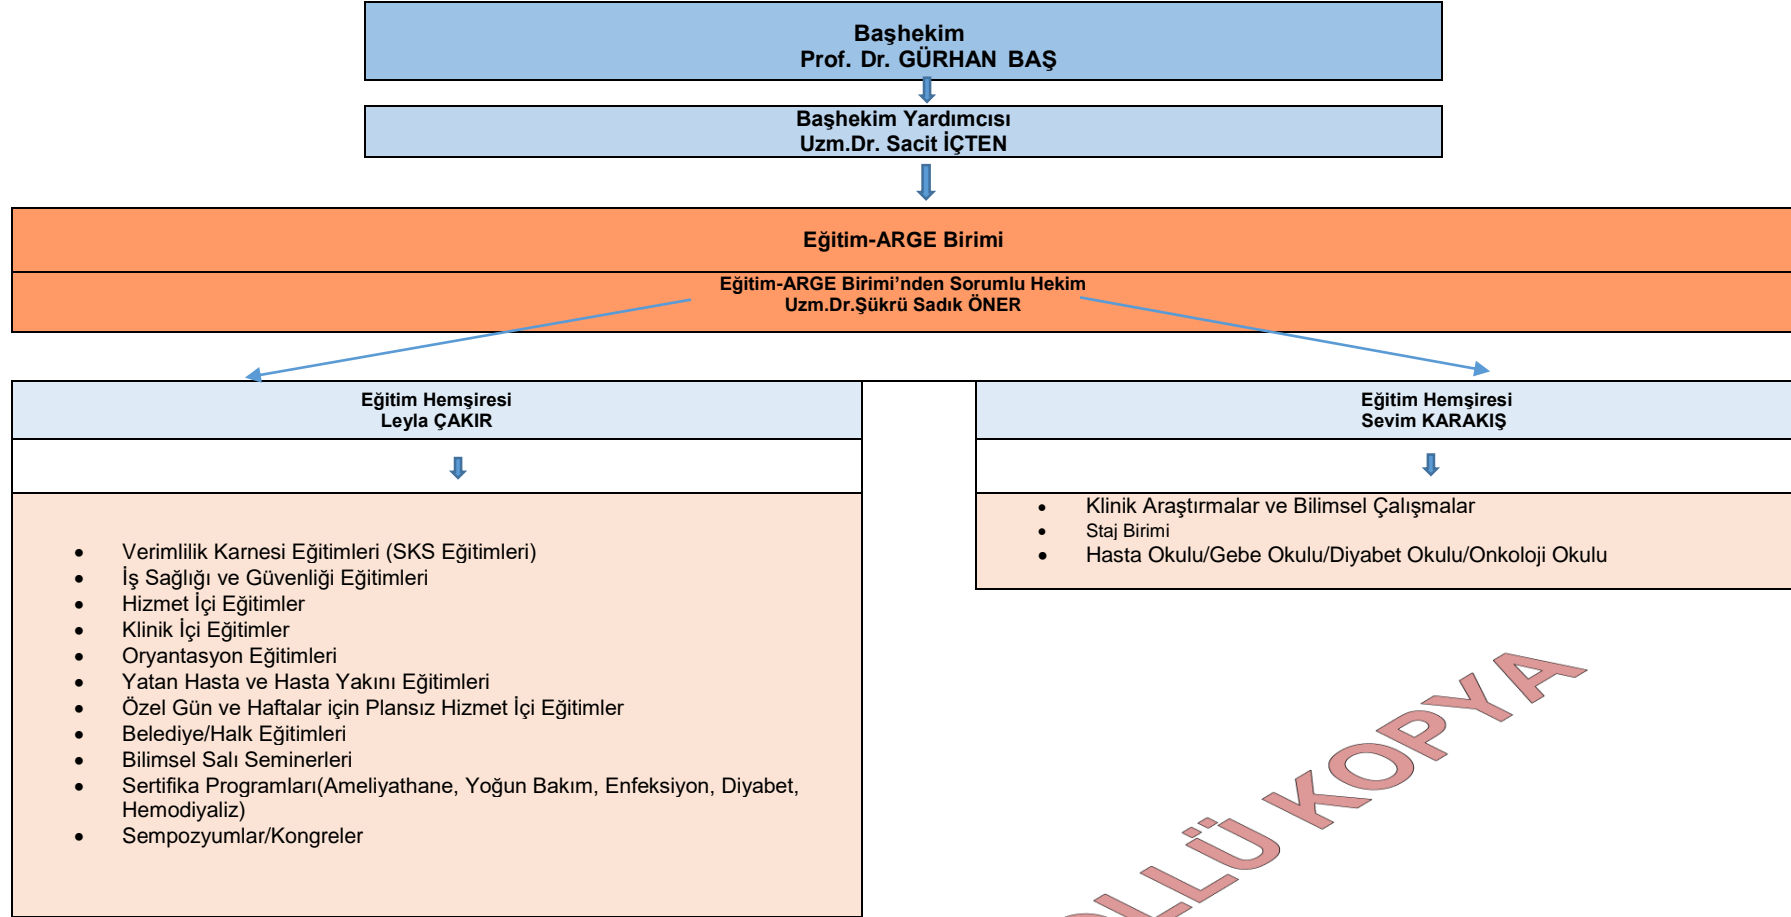 Başhekim
Prof. Dr. GÜRHAN BAŞ
Başhekim Yardımcısı
Uzm.Dr. Sacit İÇTEN
Eğitim-ARGE Birimi
Eğitim-ARGE Birimi’nden Sorumlu Hekim
Uzm.Dr.Şükrü Sadık ÖNER
Eğitim Hemşiresi
Leyla ÇAKIR
• Verimlilik Karnesi Eğitimleri (SKS Eğitimleri)
• İş Sağlığı ve Güvenliği Eğitimleri
• Hizmet İçi Eğitimler
• Klinik İçi Eğitimler
• Oryantasyon Eğitimleri
• Yatan Hasta ve Hasta Yakını Eğitimleri
• Özel Gün ve Haftalar için Plansız Hizmet İçi Eğitimler
• Belediye/Halk Eğitimleri
• Bilimsel Salı Seminerleri
• Sertifika Programları(Ameliyathane, Yoğun Bakım, Enfeksiyon, Diyabet,
Hemodiyaliz)
• Sempozyumlar/Kongreler
Eğitim Hemşiresi
Sevim KARAKIŞ
• Klinik Araştırmalar ve Bilimsel Çalışmalar
• Staj Birimi
• Hasta Okulu/Gebe Okulu/Diyabet Okulu/Onkoloji Okulu
KOPYA